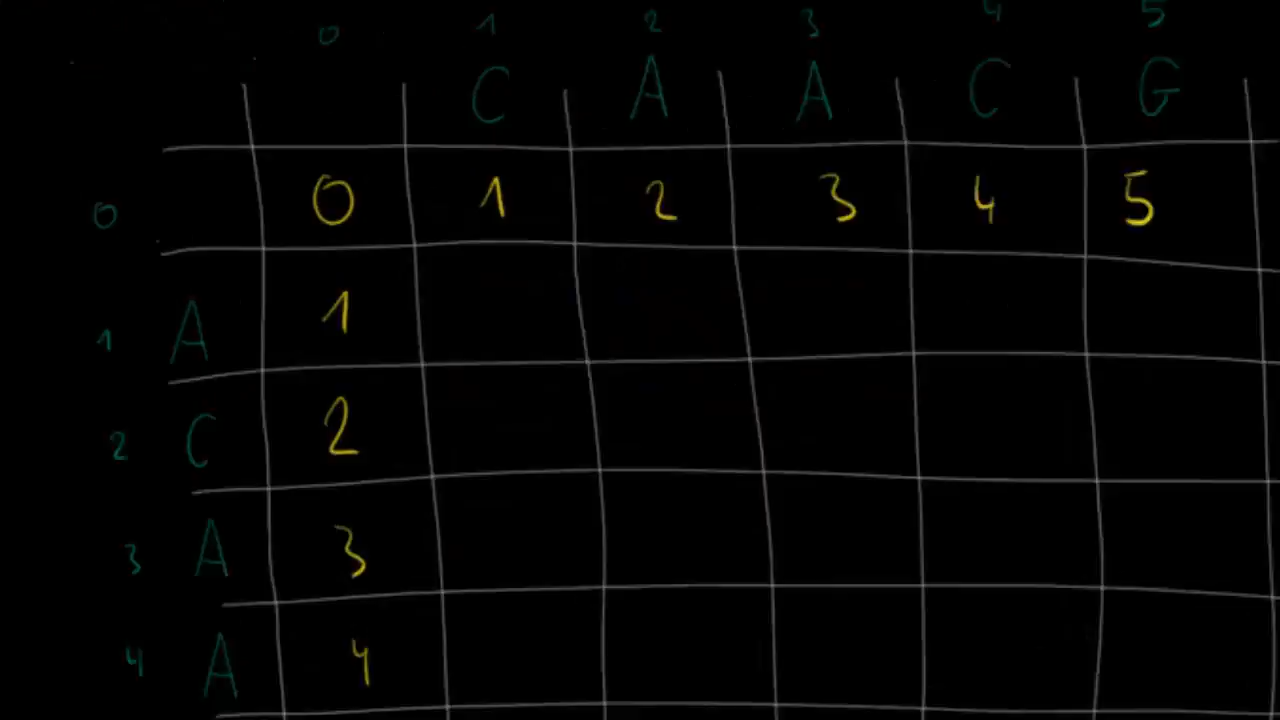 0 1 2 3 4 5
C A A C G
0 0 1 2 3 4 5
1 A 1
2 C 2
3 A 3
4 A 4